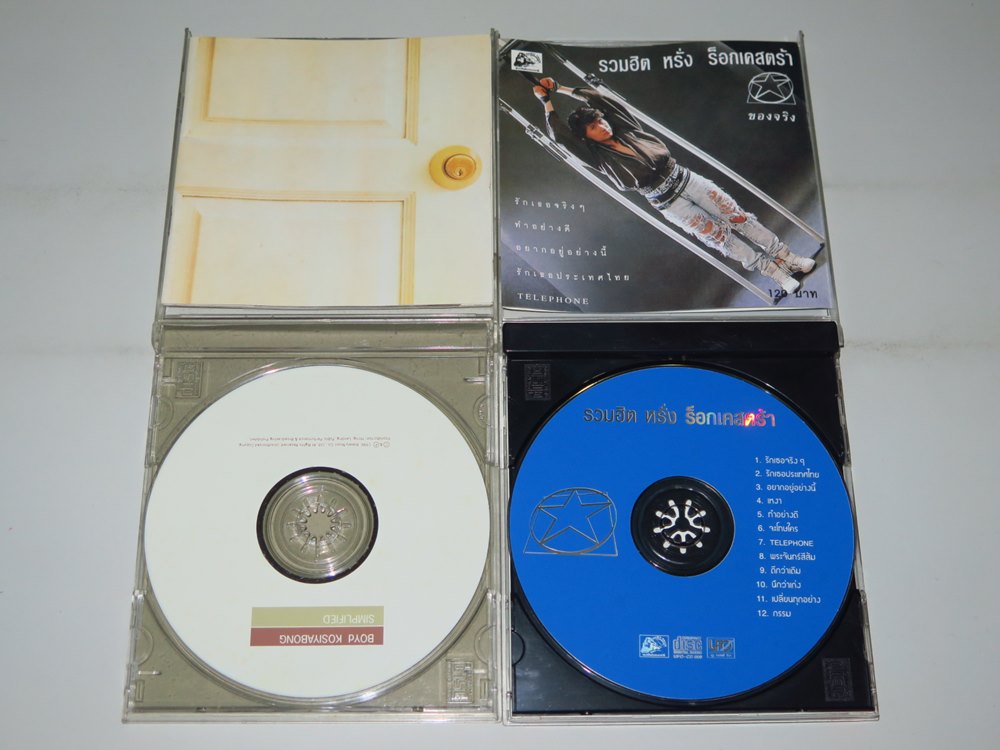 รวมฮิต หรั่ง ร็อกเคสตร้า
ของจริง
รักเธอจริงๆ
ทำอย่างดี
อยากอยู่อย่างนี้
รักเธอประเทศไทย
TELEPHONE
120 บาท
BOYd KOSIYABONG
SIMPLIFIED
รวมฮิต หรั่ง ร็อกเคสตร้า
1. รักเธอจริง ๆ
2. รักเธอประเทศไทย
3. อยากอยู่อย่างนี้
4. เหงา
5. ทำอย่างดี
6. จะโทษใคร
7. TELEPHONE
8. พระจันทร์สีส้ม
9. ดีกว่าเดิม
10. นึกว่าเก่ง
11. เปลี่ยนทุกอย่าง
12. กรรม